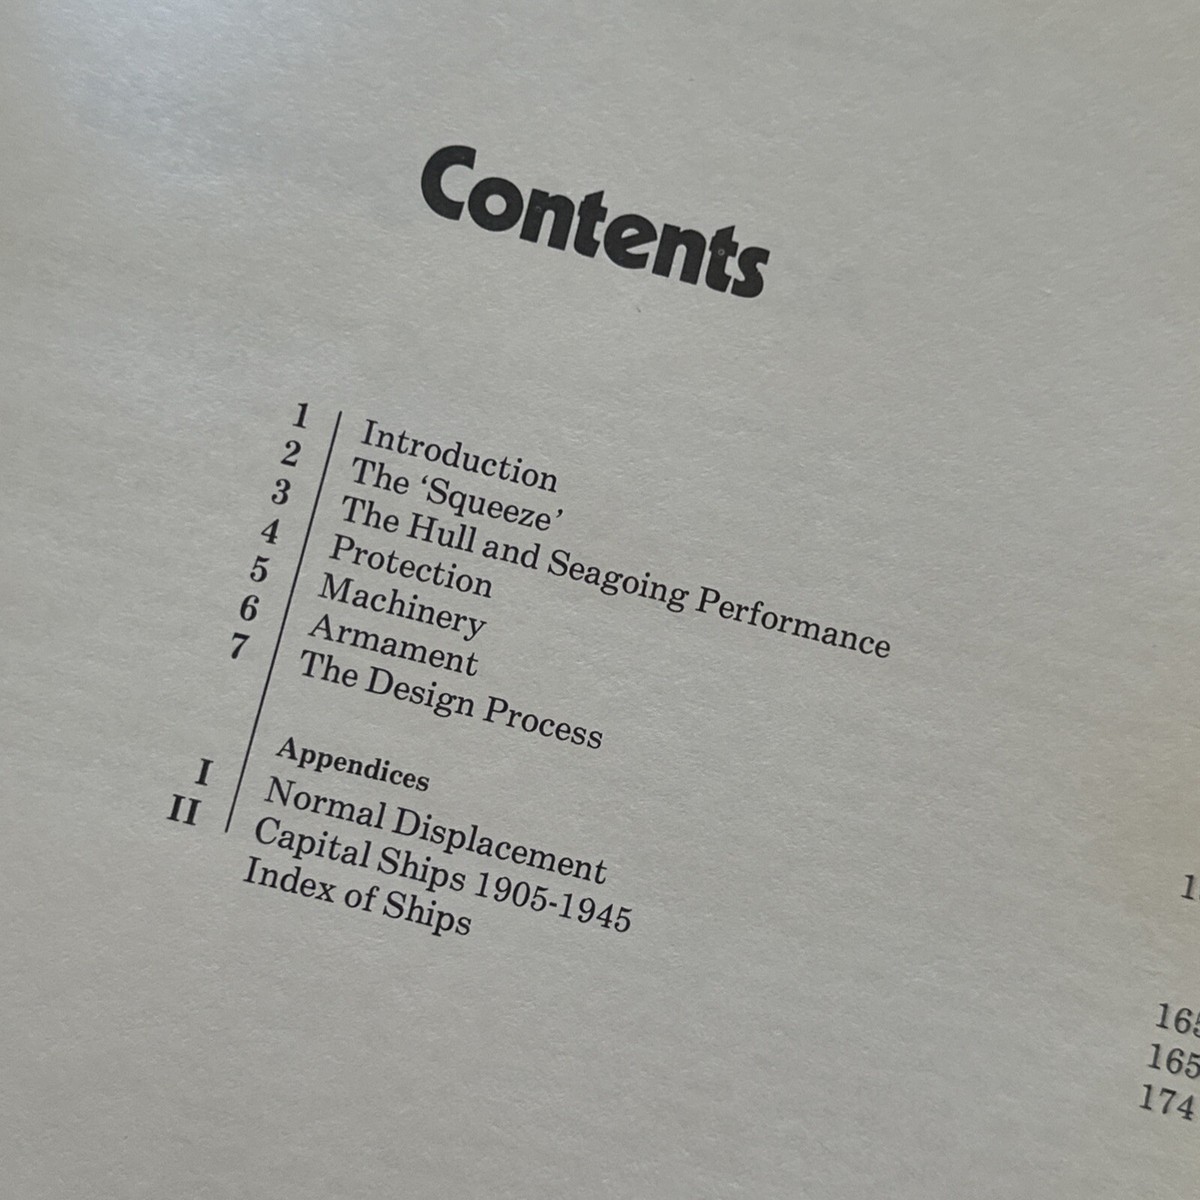 Contents
1 Introduction
2 The ‘Squeeze’
3 The Hull and Seagoing Performance
4 Protection
5 Machinery
6 Armament
7 The Design Process
Appendices
I Normal Displacement 165
II Capital Ships 1905-1945 165
Index of Ships 174